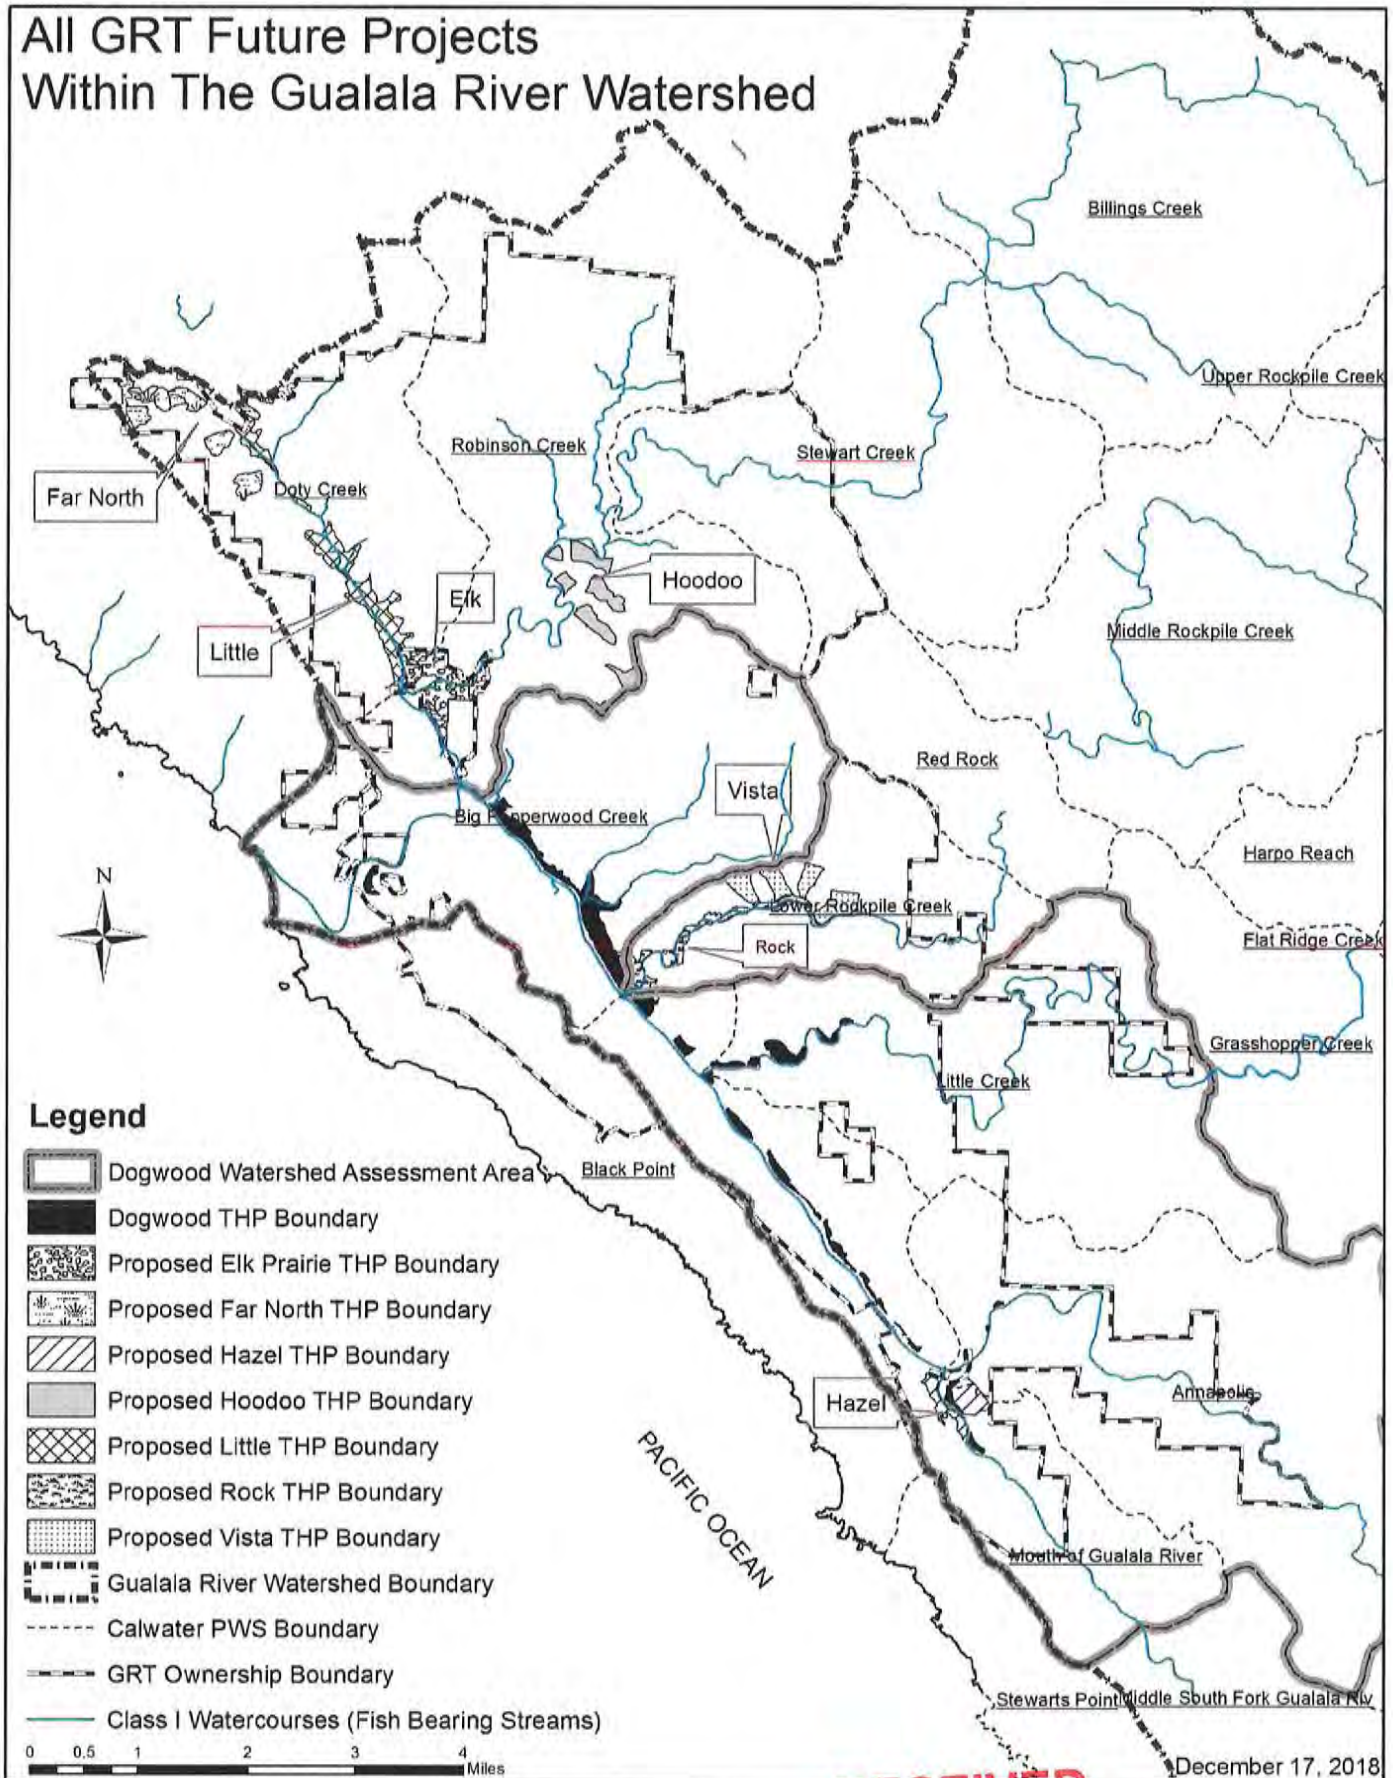 All GRT Future Projects
Within The Gualala River Watershed
Billings Creek
Upper Rockpile Creek
Robinson Creek
Stewart Creek
Far North
Doty Creek
Hoodoo
Elk
Little
Middle Rockpile Creek
Red Rock
Vista
Big Pepperwood Creek
Harpo Reach
N
Lower Rockpile Creek
Rock
Flat Ridge Creek
Grasshopper Creek
Little Creek
Black Point
Annapolis
Hazel
PACIFIC OCEAN
Mouth of Gualala River
Stewarts Point
Middle South Fork Gualala Riv
Legend
Dogwood Watershed Assessment Area
Dogwood THP Boundary
Proposed Elk Prairie THP Boundary
Proposed Far North THP Boundary
Proposed Hazel THP Boundary
Proposed Hoodoo THP Boundary
Proposed Little THP Boundary
Proposed Rock THP Boundary
Proposed Vista THP Boundary
Gualala River Watershed Boundary
Calwater PWS Boundary
GRT Ownership Boundary
Class I Watercourses (Fish Bearing Streams)
0 0.5 1 2 3 4
Miles
December 17, 2018